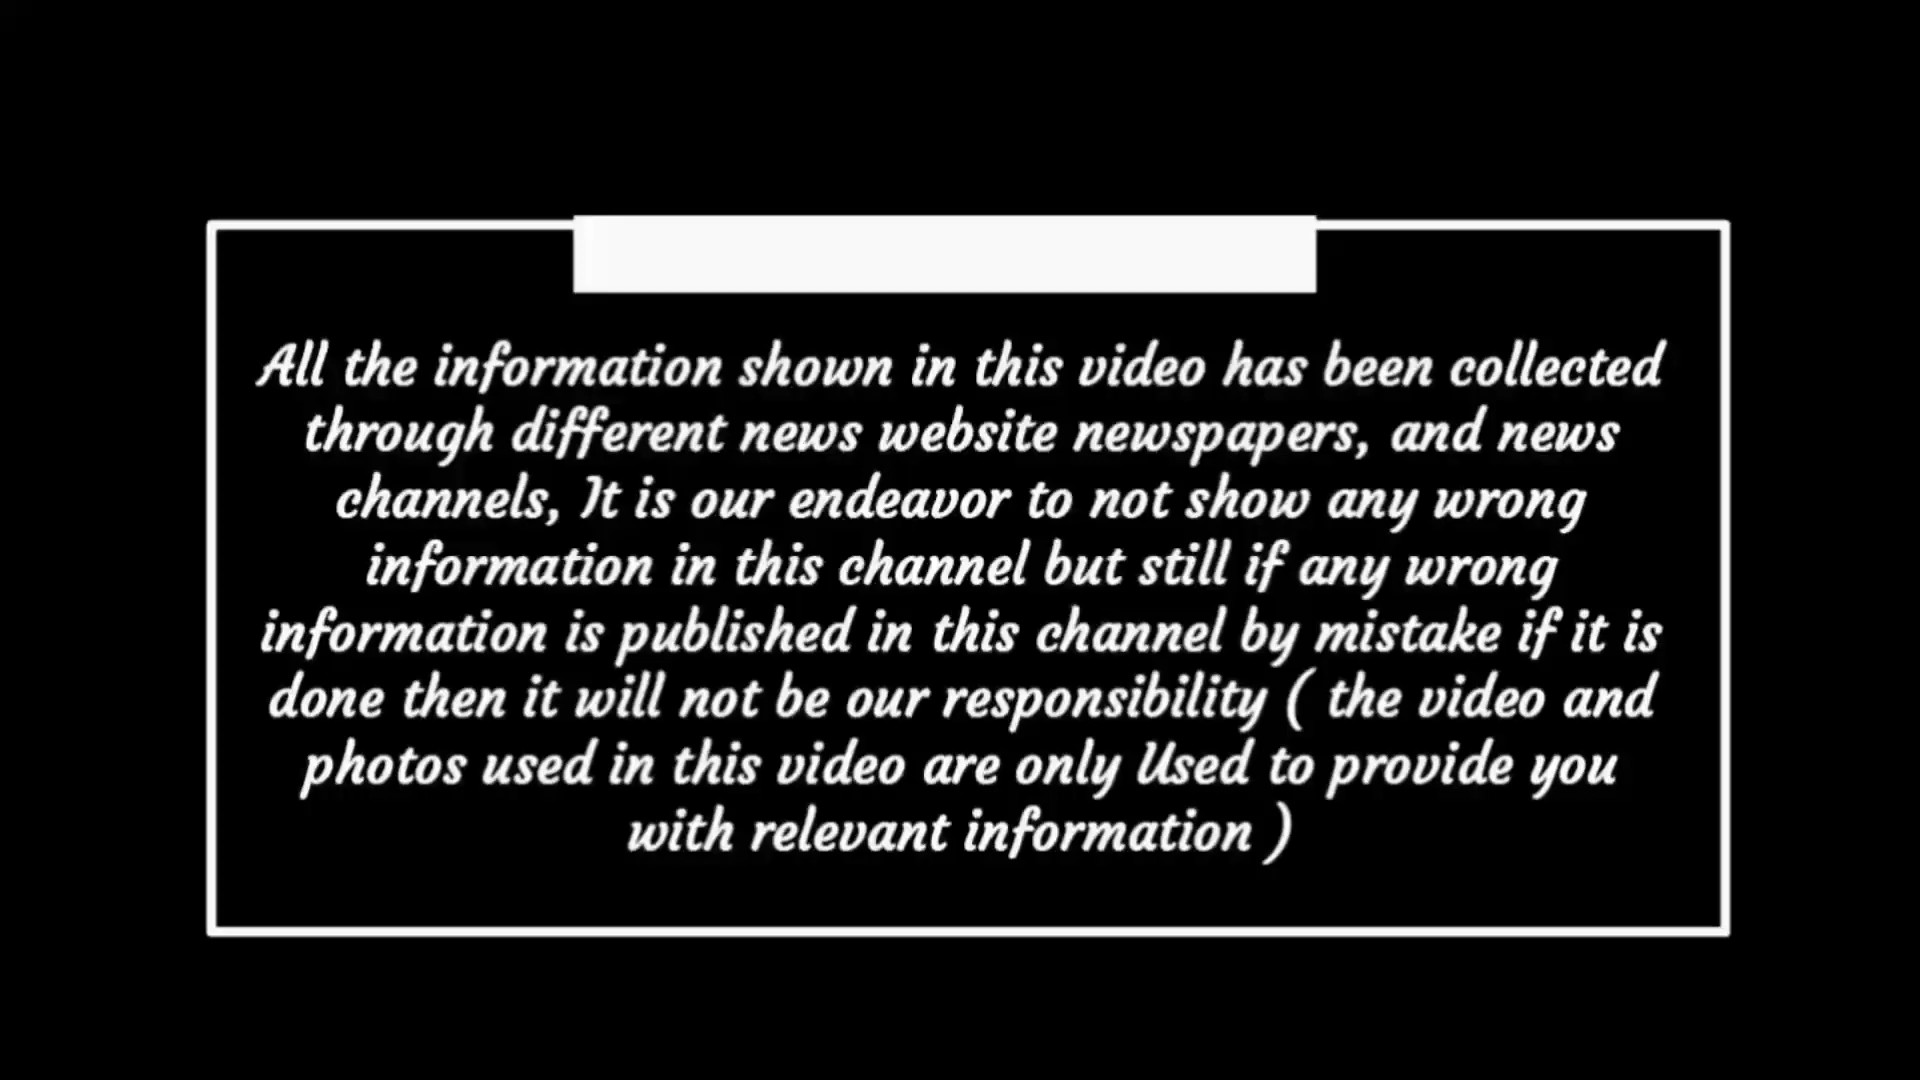 All the information shown in this video has been collected
through different news website newspapers, and news
channels, It is our endeavor to not show any wrong
information in this channel but still if any wrong
information is published in this channel by mistake if it is
done then it will not be our responsibility ( the video and
photos used in this video are only Used to provide you
with relevant information )